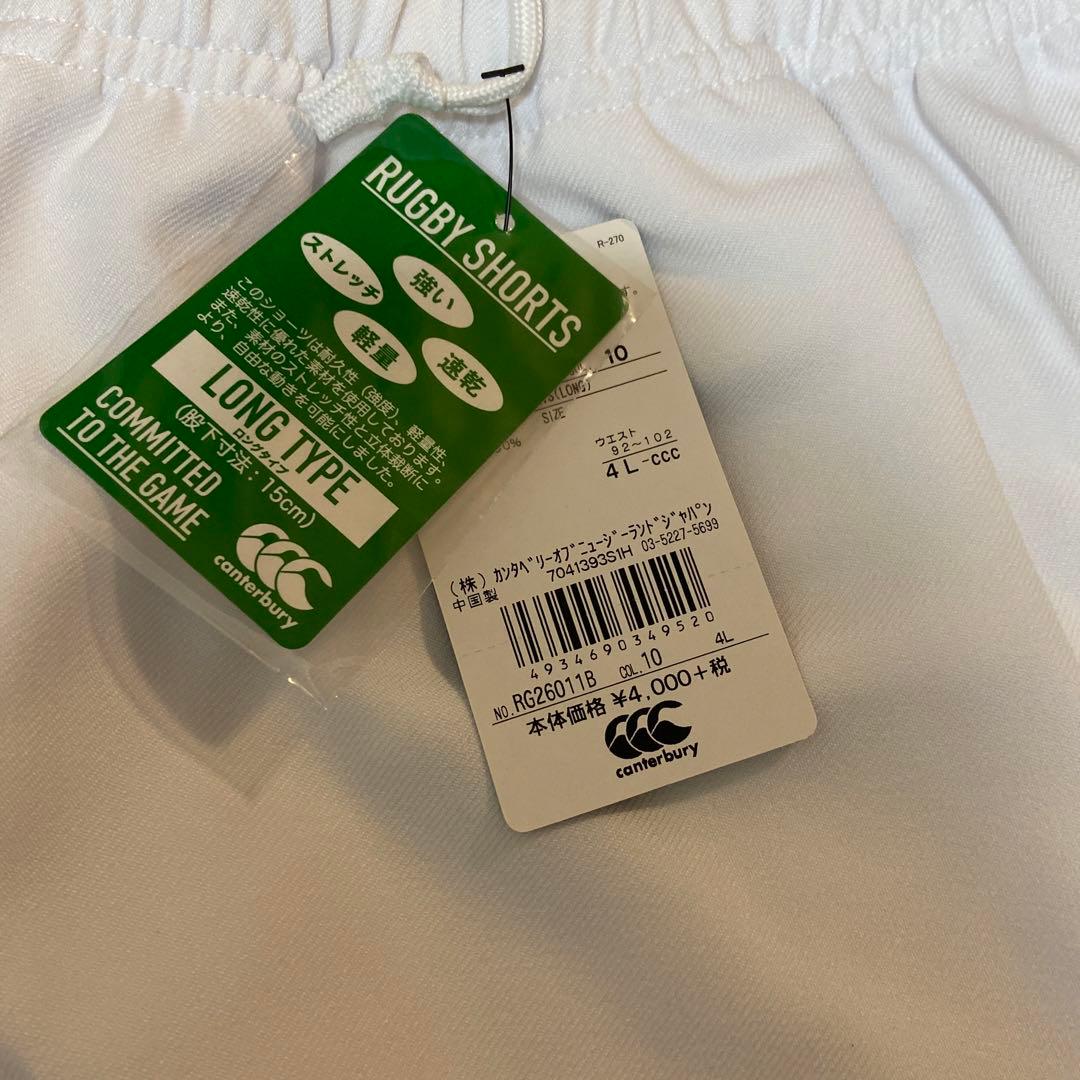 RUGBY SHORTS
ストレッチ
強い
軽量
速乾
このショーツは耐久性（強度）、軽量性、
速乾性に優れた素材を使用しております。
また、素材のストレッチ性と立体裁断に
より、自由な動きを可能にしました。
LONG TYPE
ロングタイプ
（股下寸法：15cm）
COMMITTED
TO THE GAME
canterbury
R-270
す。
10
(LONG)
SIZE
0%
ウエスト
92~102
4L-CCC
(株) ｶﾝﾀﾍﾞﾘｰｵﾌﾞﾆｭｰｼﾞｰﾗﾝﾄﾞｼﾞｬﾊﾟﾝ
中国製 7041393S1H 03-5227-5699
4934690349520
4L
NO.RG26011B COL.10
本体価格 ¥4,000+税
canterbury